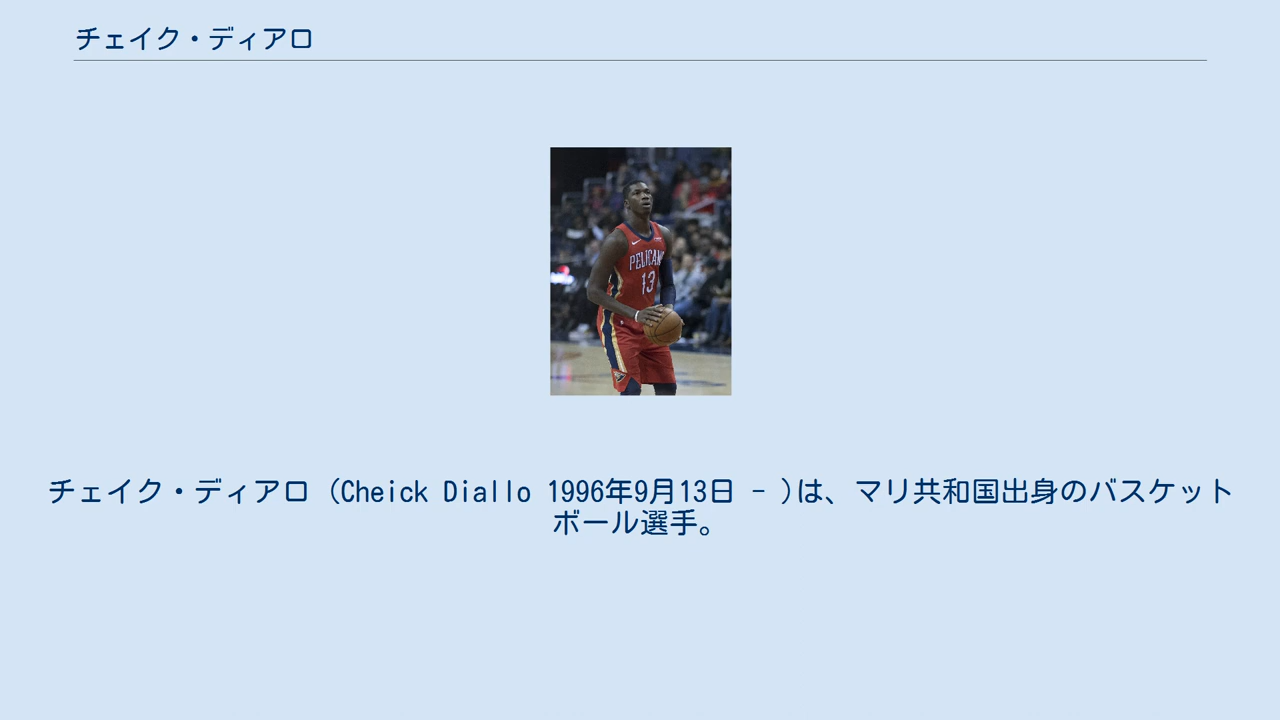 チェイク・ディアロ
PELICANS
13
チェイク・ディアロ (Cheick Diallo 1996年9月13日 - )は、マリ共和国出身のバスケット
ボール選手。